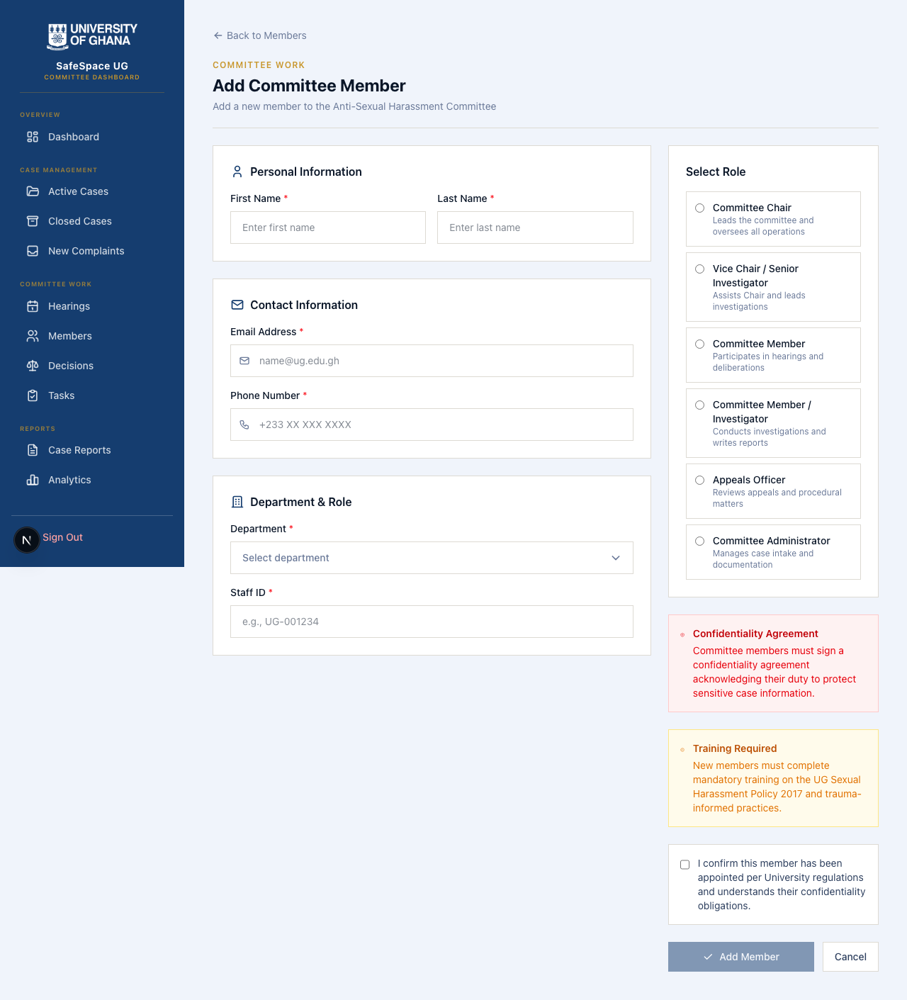 UNIVERSITY
OF GHANA
SafeSpace UG
COMMITTEE DASHBOARD
OVERVIEW
Dashboard
CASE MANAGEMENT
Active Cases
Closed Cases
New Complaints
COMMITTEE WORK
Hearings
Members
Decisions
Tasks
REPORTS
Case Reports
Analytics
N
Sign Out
Back to Members
COMMITTEE WORK
Add Committee Member
Add a new member to the Anti-Sexual Harassment Committee
Personal Information
First Name *
Last Name *
Enter first name
Enter last name
Contact Information
Email Address *
name@ug.edu.gh
Phone Number *
+233 XX XXX XXXX
Department & Role
Department *
Select department
Staff ID *
e.g., UG-001234
Select Role
Committee Chair
Leads the committee and
oversees all operations
Vice Chair / Senior
Investigator
Assists Chair and leads
investigations
Committee Member
Participates in hearings and
deliberations
Committee Member /
Investigator
Conducts investigations and
writes reports
Appeals Officer
Reviews appeals and procedural
matters
Committee Administrator
Manages case intake and
documentation
Confidentiality Agreement
Committee members must sign a
confidentiality agreement
acknowledging their duty to protect
sensitive case information.
Training Required
New members must complete
mandatory training on the UG Sexual
Harassment Policy 2017 and trauma-
informed practices.
I confirm this member has been
appointed per University regulations
and understands their confidentiality
obligations.
Add Member
Cancel